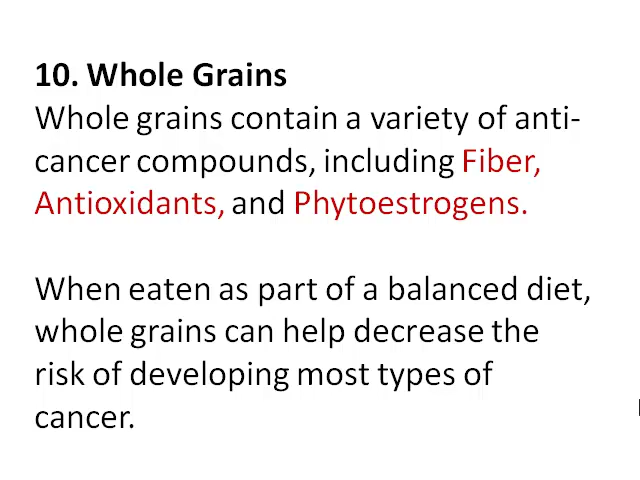 10. Whole Grains
Whole grains contain a variety of anti-
cancer compounds, including Fiber,
Antioxidants, and Phytoestrogens.
When eaten as part of a balanced diet,
whole grains can help decrease the
risk of developing most types of
cancer.